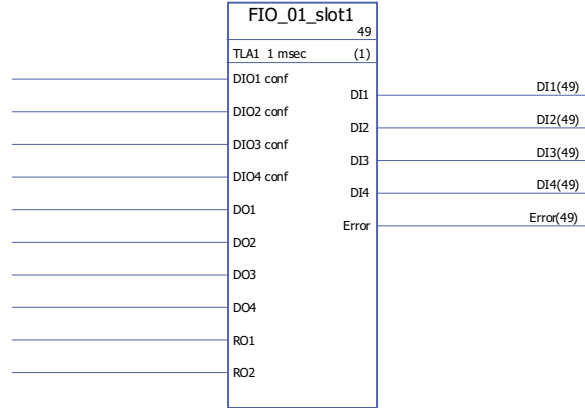 FIO_01_slot1
49
TLA1 1 msec (1)
DIO1 conf
DI1 DI1(49)
DIO2 conf
DI2 DI2(49)
DIO3 conf
DI3 DI3(49)
DIO4 conf
DI4 DI4(49)
DO1
Error Error(49)
DO2
DO3
DO4
RO1
RO2